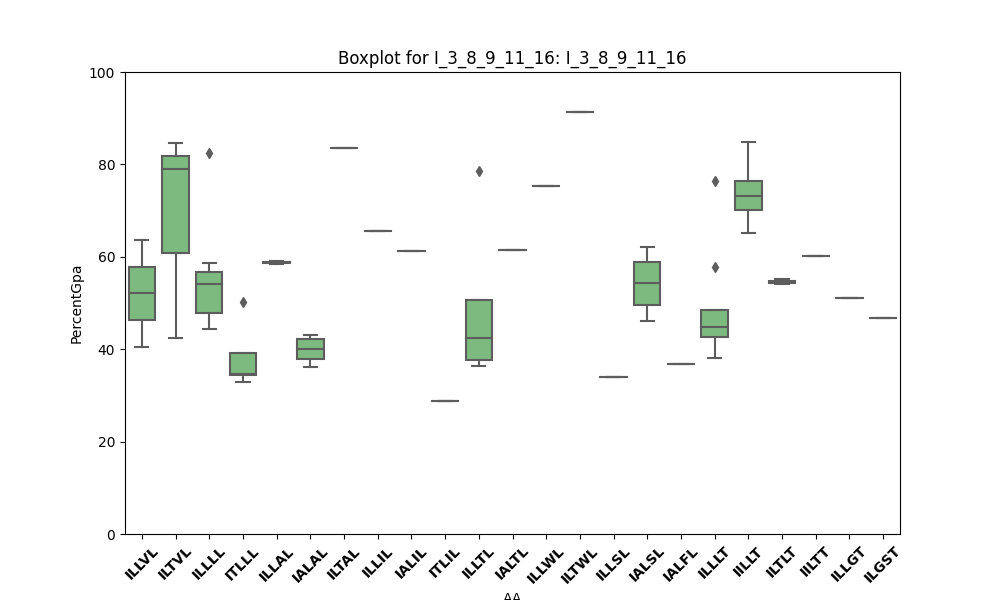 Boxplot for I_3_8_9_11_16: I_3_8_9_11_16
PercentGpa
100
80
60
40
20
0
ILLVL
ILTVL
ILLLL
ITLLL
ILLAL
IALAL
ILTAL
ILLIL
IALIL
ITLIL
ILLTL
IALTL
ILLWL
ILTWL
ILLSL
IALSL
IALFL
ILLLT
IILLT
ILTLT
IILTT
ILLGT
ILGST
AA